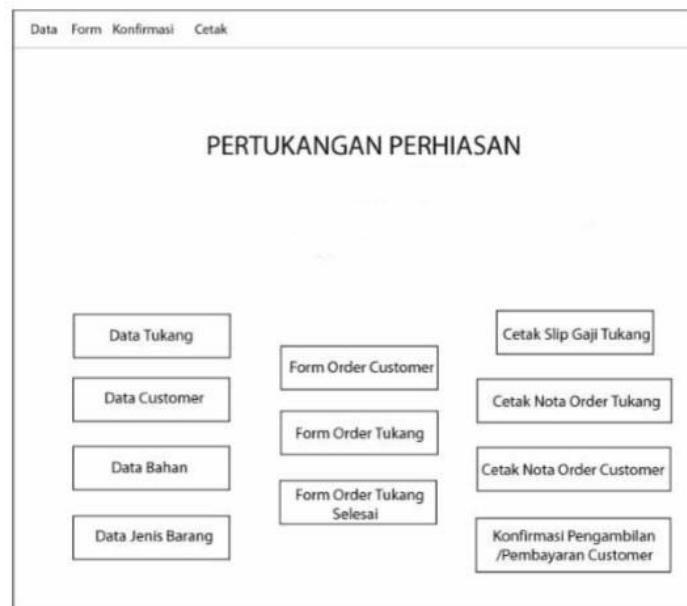 Data Form Konfirmasi Cetak
PERTUKANGAN PERHIASAN
Data Tukang
Data Customer
Data Bahan
Data Jenis Barang
Form Order Customer
Form Order Tukang
Form Order Tukang
Selesai
Cetak Slip Gaji Tukang
Cetak Nota Order Tukang
Cetak Nota Order Customer
Konfirmasi Pengambilan
/Pembayaran Customer